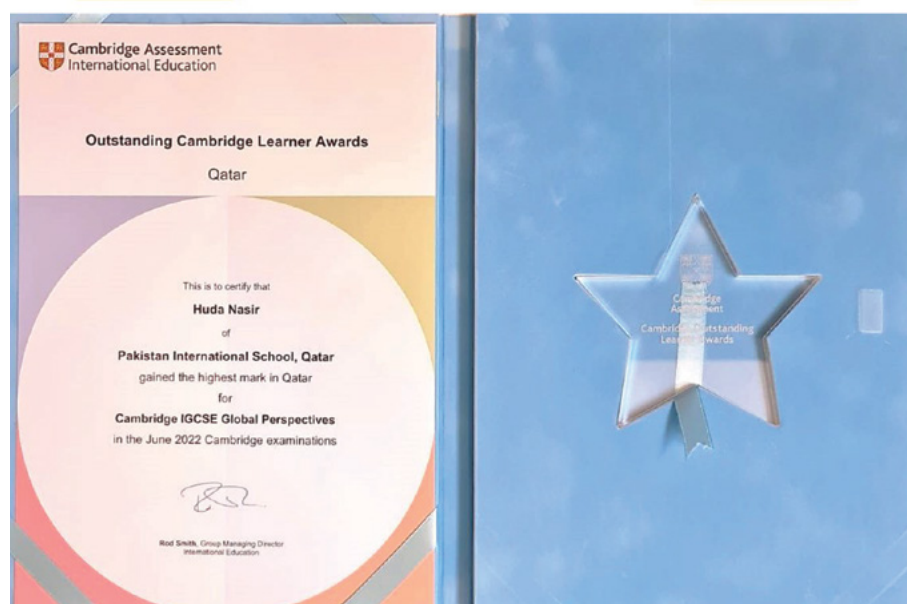 Cambridge Assessment
International Education
Outstanding Cambridge Learner Awards
Qatar
This is to certify that
Huda Nasir
of
Pakistan International School, Qatar
gained the highest mark in Qatar
for
Cambridge IGCSE Global Perspectives
in the June 2022 Cambridge examinations
Rod Smith, Group Managing Director
International Education
Cambridge
Assessment
Cambridge Outstanding
Learner Awards